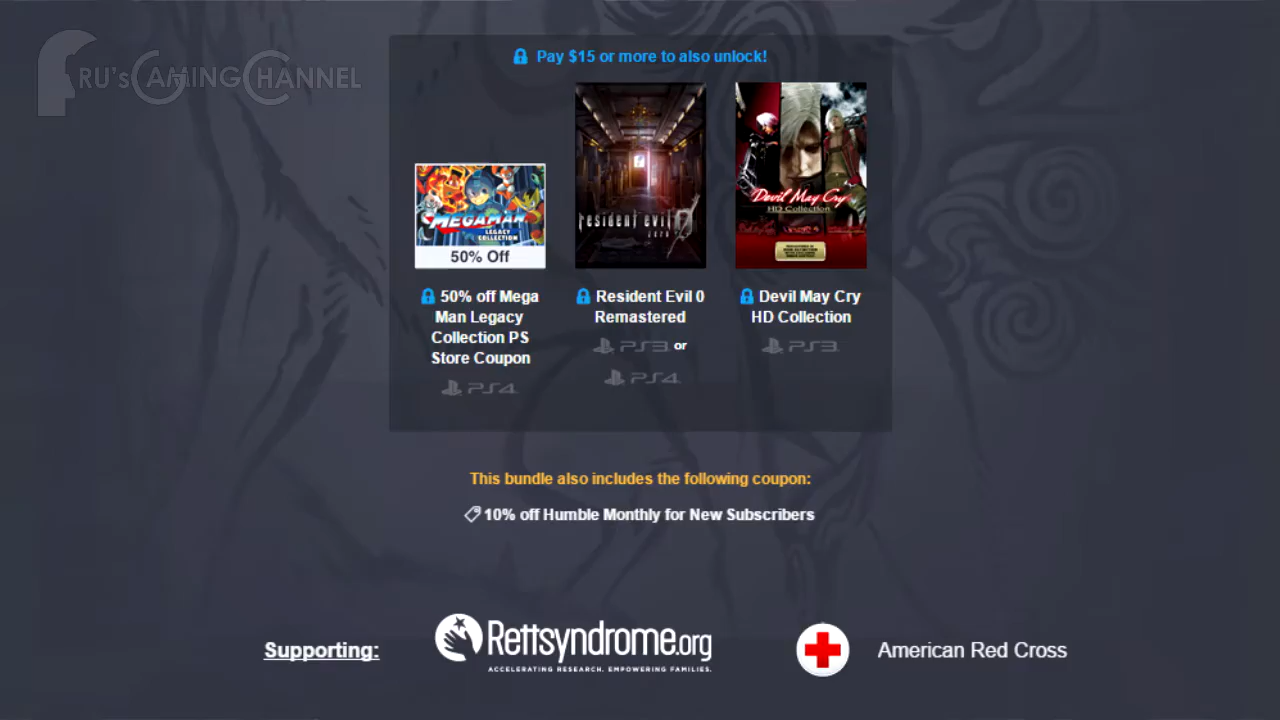 RU'S GAMING CHANNEL
Pay $15 or more to also unlock!
MEGAMAN
LEGACY
COLLECTION
50% Off
resident evil 0
Devil May Cry
HD Collection
50% off Mega
Man Legacy
Collection PS
Store Coupon
PS4
Resident Evil 0
Remastered
PS3 or
PS4
Devil May Cry
HD Collection
PS3
This bundle also includes the following coupon:
10% off Humble Monthly for New Subscribers
Supporting:
Rettsyndrome.org
ACCELERATING RESEARCH. EMPOWERING FAMILIES.
American Red Cross